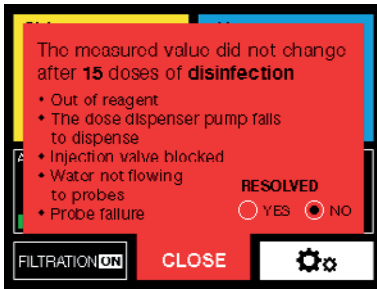 The measured value did not change
after 15 doses of disinfection
• Out of reagent
• The dose dispenser pump fails
to dispense
• Injection valve blocked
• Water not flowing
to probes
• Probe failure
RESOLVED
YES NO
FILTRATION ON
CLOSE